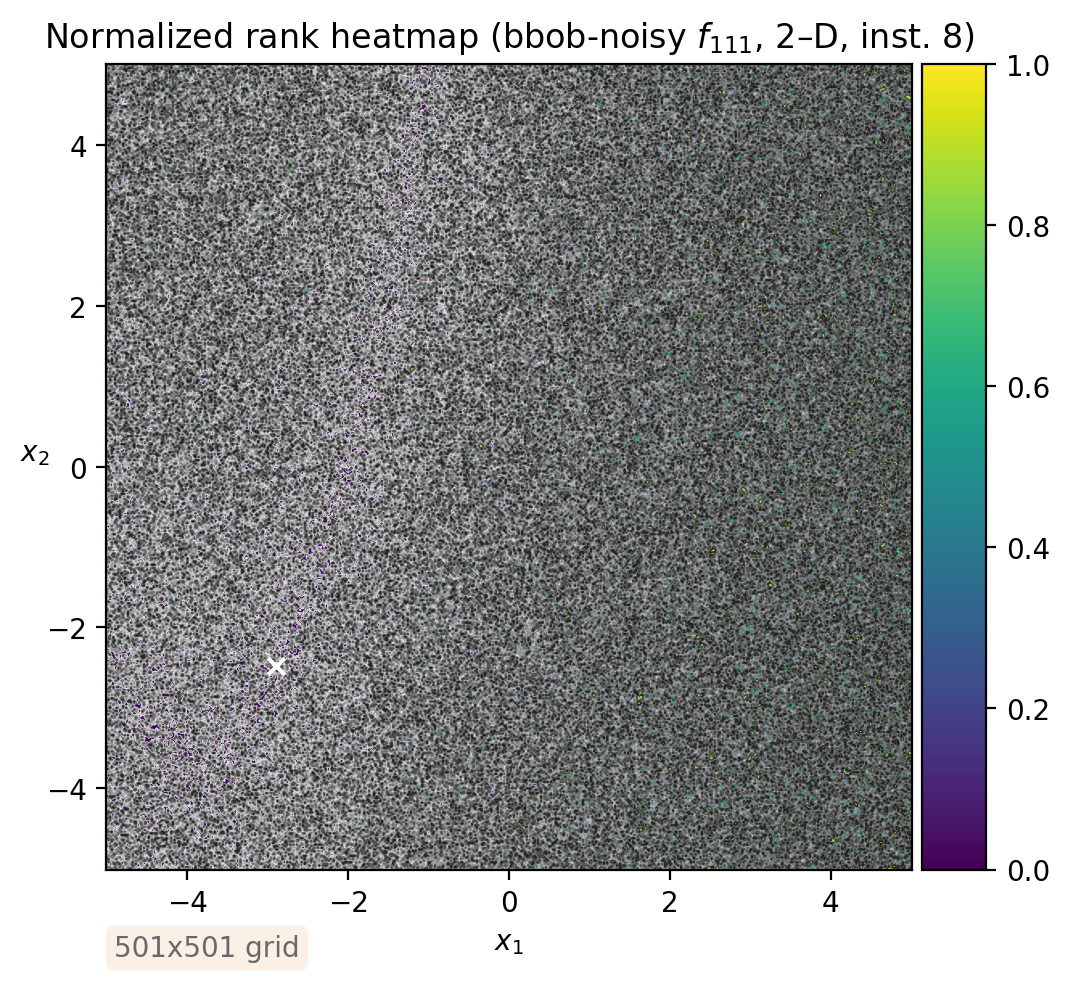 Normalized rank heatmap (bbob-noisy f₁₁₁, 2–D, inst. 8)
1.0
4
0.8
2
0.6
x₂
0
0.4
−2
0.2
−4
0.0
−4 −2 0 2 4
501x501 grid
x₁